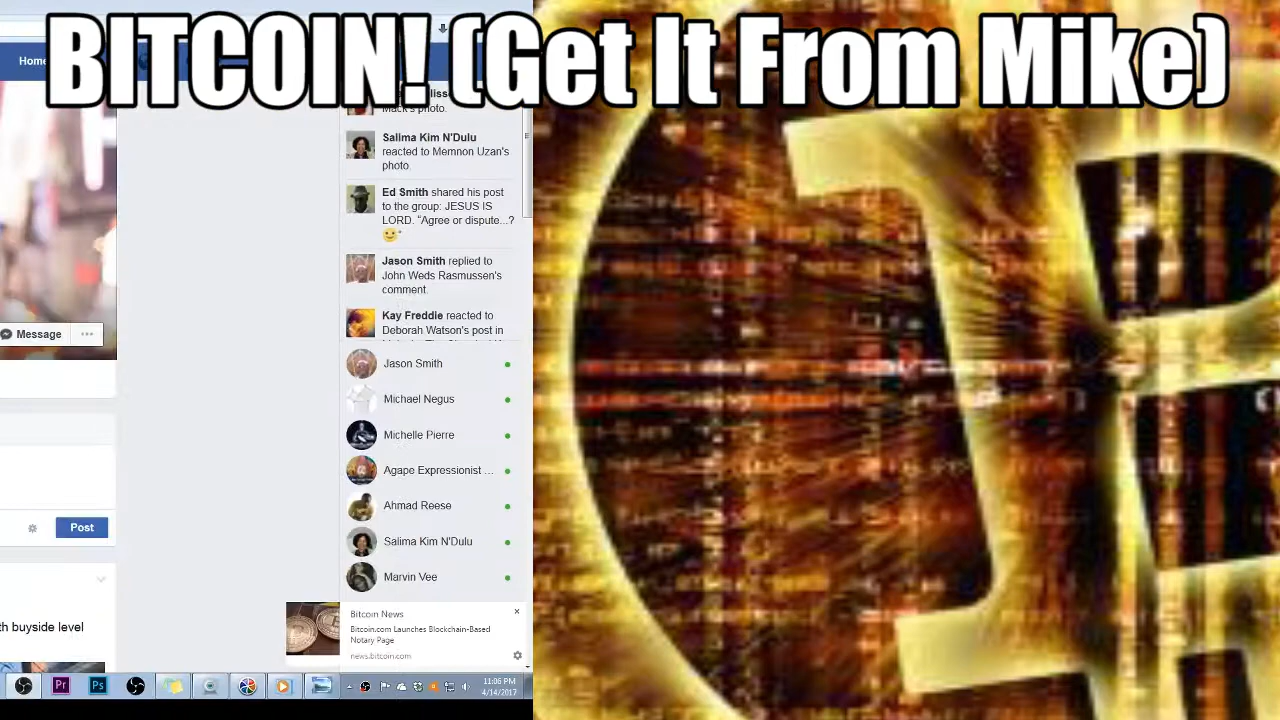 BITCOIN! (Get It From Mike)
Home
photo.
Salima Kim N'Dulu
reacted to Memnon Uzan's
photo.
Ed Smith shared his post
to the group: JESUS IS
LORD. "Agree or dispute...?
😉"
Jason Smith replied to
John Weds Rasmussen's
comment.
Kay Freddie reacted to
Deborah Watson's post in
Message
Jason Smith
Michael Negus
Michelle Pierre
Agape Expressionist ...
Ahmad Reese
Salima Kim N'Dulu
Marvin Vee
Post
th buyside level
Bitcoin News
Bitcoin.com Launches Blockchain-Based
Notary Page
news.bitcoin.com
Pr
Ps
11:06 PM
4/14/2017